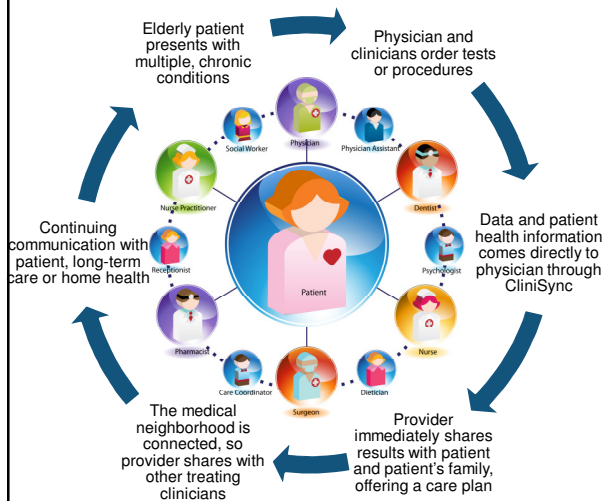 Elderly patient
presents with
multiple, chronic
conditions
Physician and
clinicians order tests
or procedures
Data and patient
health information
comes directly to
physician through
CliniSync
Provider
immediately shares
results with patient
and patient's family,
offering a care plan
The medical
neighborhood is
connected, so
provider shares with
other treating
clinicians
Continuing
communication with
patient, long-term
care or home health
Physician
Physician Assistant
Dentist
Psychologist
Nurse
Dietician
Surgeon
Care Coordinator
Pharmacist
Receptionist
Nurse Practitioner
Social Worker
Patient